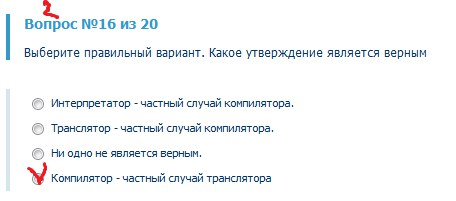 2
Вопрос №16 из 20
Выберите правильный вариант. Какое утверждение является верным
Интерпретатор - частный случай компилятора.
Транслятор - частный случай компилятора.
Ни одно не является верным.
Компилятор - частный случай транслятора